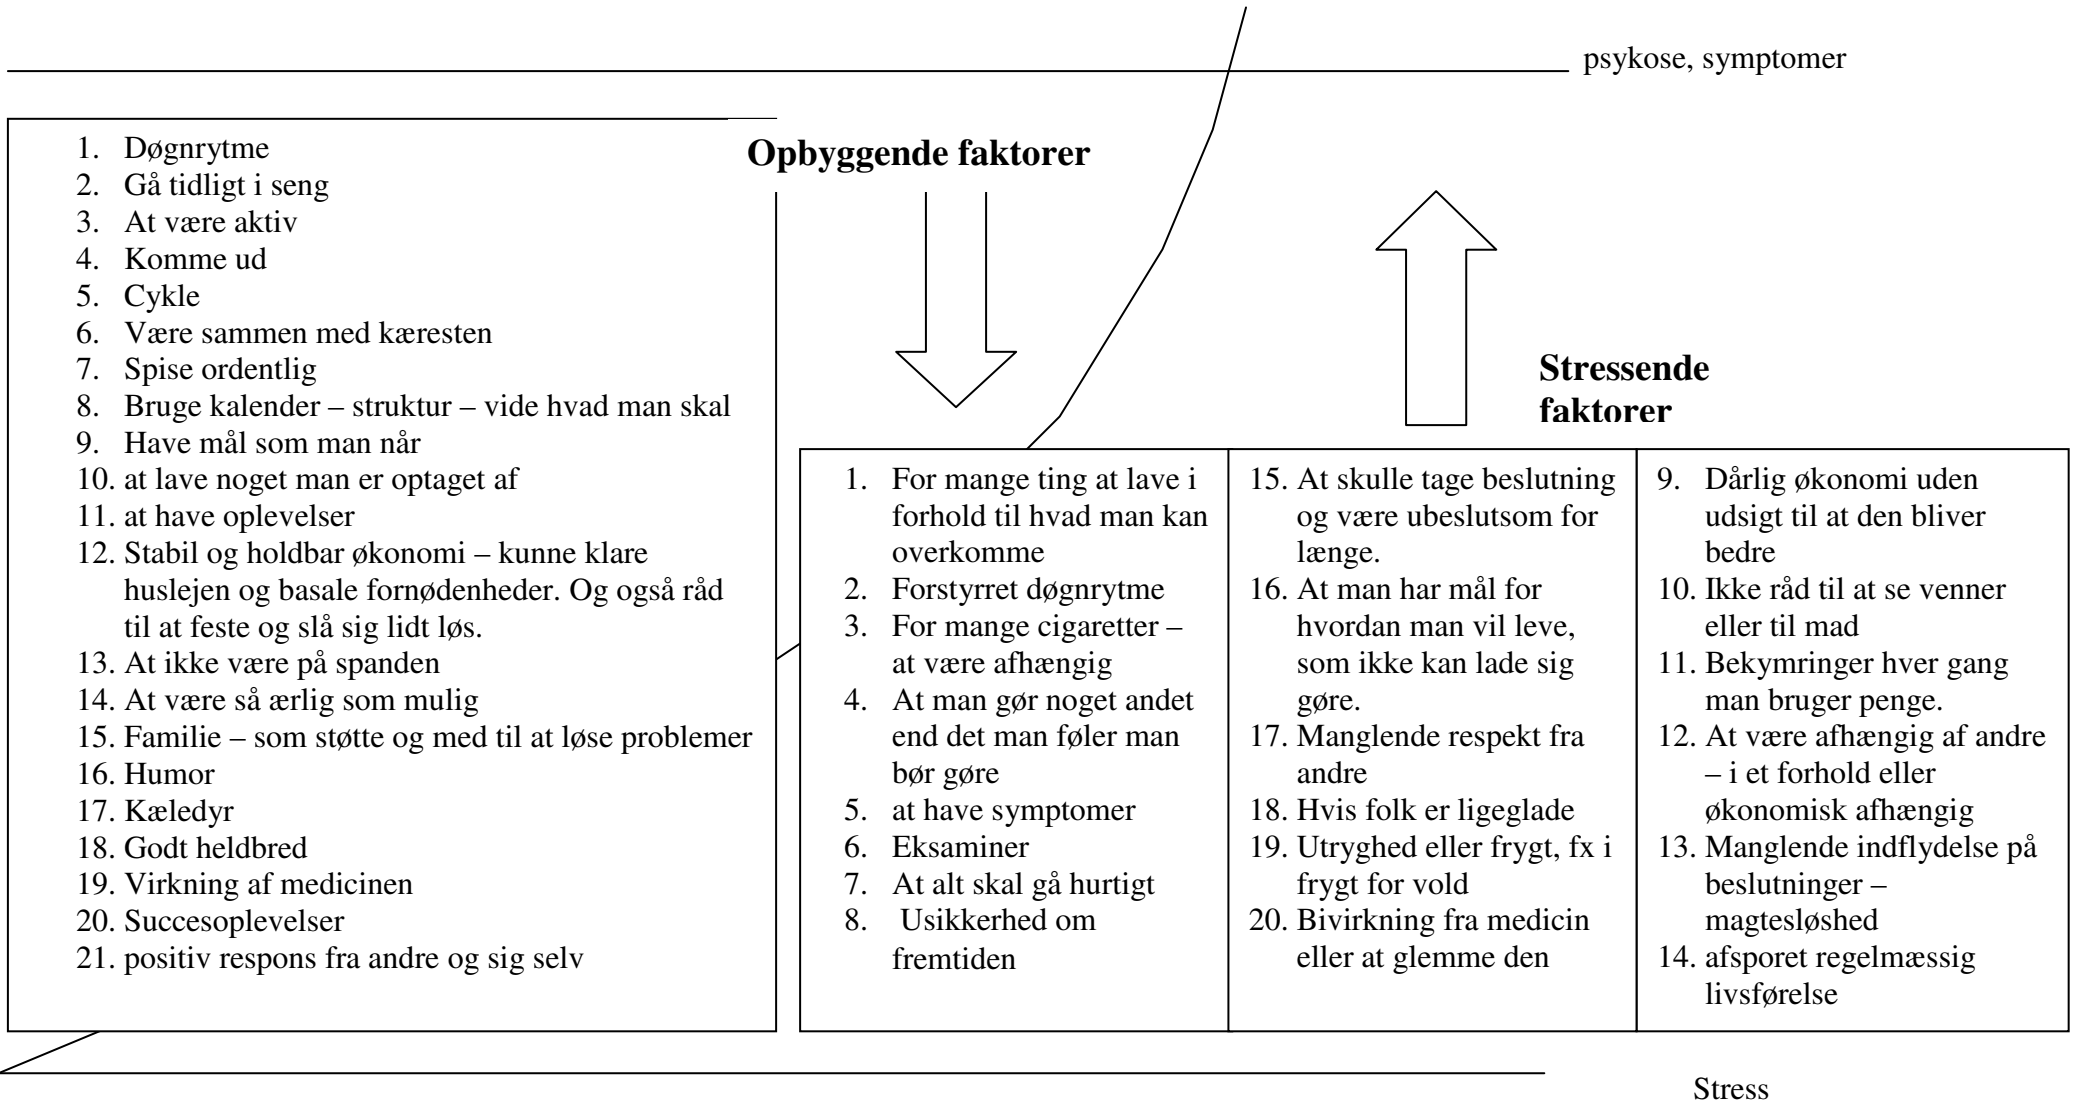 psykose, symptomer
1. Døgnrytme
2. Gå tidligt i seng
3. At være aktiv
4. Komme ud
5. Cykle
6. Være sammen med kæresten
7. Spise ordentlig
8. Bruge kalender – struktur – vide hvad man skal
9. Have mål som man når
10. at lave noget man er optaget af
11. at have oplevelser
12. Stabil og holdbar økonomi – kunne klare
huslejen og basale fornødenheder. Og også råd
til at feste og slå sig lidt løs.
13. At ikke være på spanden
14. At være så ærlig som mulig
15. Familie – som støtte og med til at løse problemer
16. Humor
17. Kæledyr
18. Godt heldbred
19. Virkning af medicinen
20. Succesoplevelser
21. positiv respons fra andre og sig selv
Opbyggende faktorer
Stressende
faktorer
1. For mange ting at lave i
forhold til hvad man kan
overkomme
2. Forstyrret døgnrytme
3. For mange cigaretter –
at være afhængig
4. At man gør noget andet
end det man føler man
bør gøre
5. at have symptomer
6. Eksaminer
7. At alt skal gå hurtigt
8. Usikkerhed om
fremtiden
15. At skulle tage beslutning
og være ubeslutsom for
længe.
16. At man har mål for
hvordan man vil leve,
som ikke kan lade sig
gøre.
17. Manglende respekt fra
andre
18. Hvis folk er ligeglade
19. Utryghed eller frygt, fx i
frygt for vold
20. Bivirkning fra medicin
eller at glemme den
9. Dårlig økonomi uden
udsigt til at den bliver
bedre
10. Ikke råd til at se venner
eller til mad
11. Bekymringer hver gang
man bruger penge.
12. At være afhængig af andre
– i et forhold eller
økonomisk afhængig
13. Manglende indflydelse på
beslutninger –
magtesløshed
14. afsporet regelmæssig
livsførelse
Stress